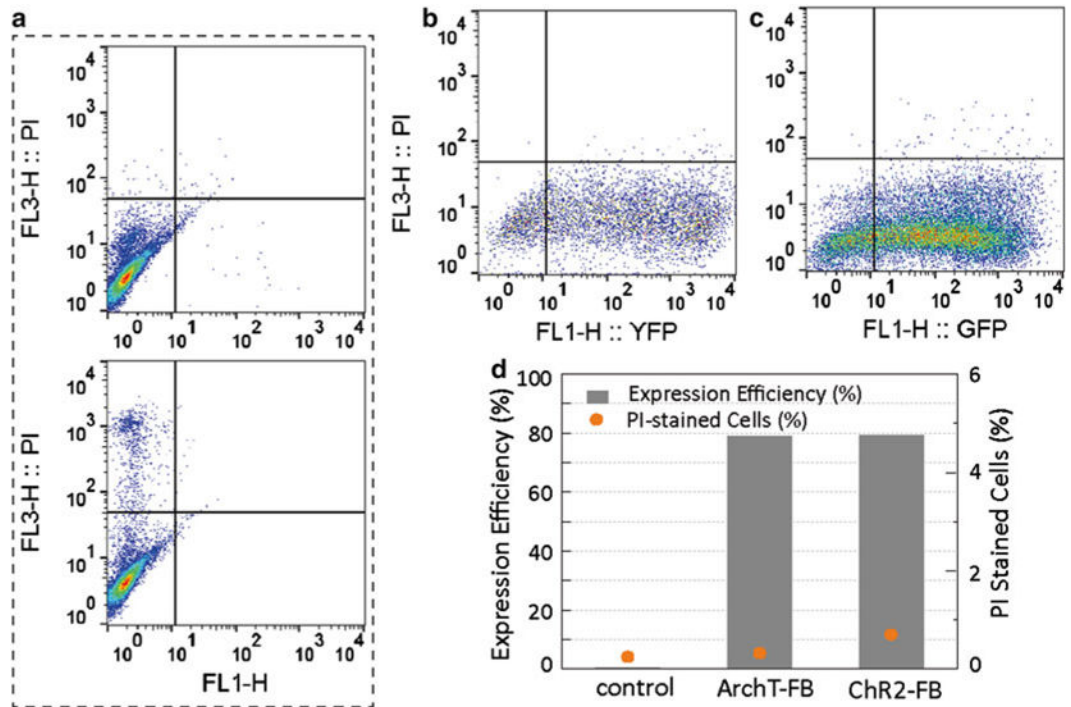 a
FL3-H :: PI
10^4
10^3
10^2
10^1
10^0
10^0 10^1 10^2 10^3 10^4
FL3-H :: PI
10^4
10^3
10^2
10^1
10^0
10^0 10^1 10^2 10^3 10^4
FL1-H
b
FL3-H :: PI
10^4
10^3
10^2
10^1
10^0
10^0 10^1 10^2 10^3 10^4
FL1-H :: YFP
c
10^4
10^3
10^2
10^1
10^0
10^0 10^1 10^2 10^3 10^4
FL1-H :: GFP
d
Expression Efficiency (%)
100
80
60
40
20
0
Expression Efficiency (%)
PI-stained Cells (%)
6
4
2
0
PI Stained Cells (%)
control ArchT-FB ChR2-FB